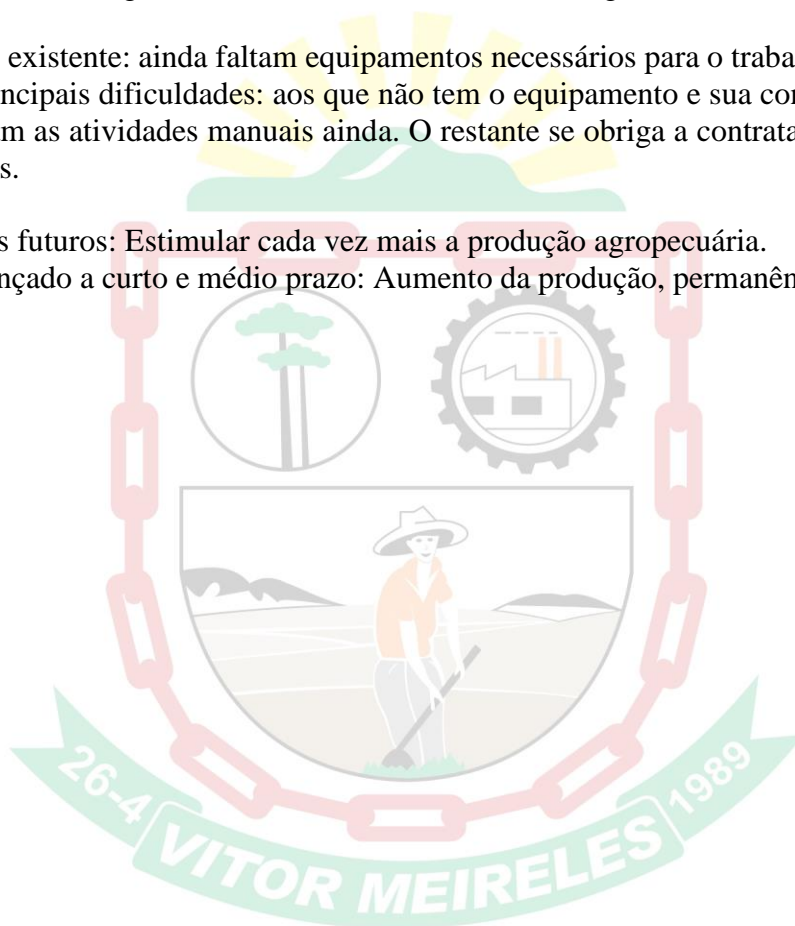 existente: ainda faltam equipamentos necessários para o traba
ncipais dificuldades: aos que não tem o equipamento e sua
m as atividades manuais ainda. O restante se obriga a contrata
s.
s futuros: Estimular cada vez mais a produção agropecuária.
nçado a curto e médio prazo: Aumento da produção,
26-4
VITOR MEIRELES
1989